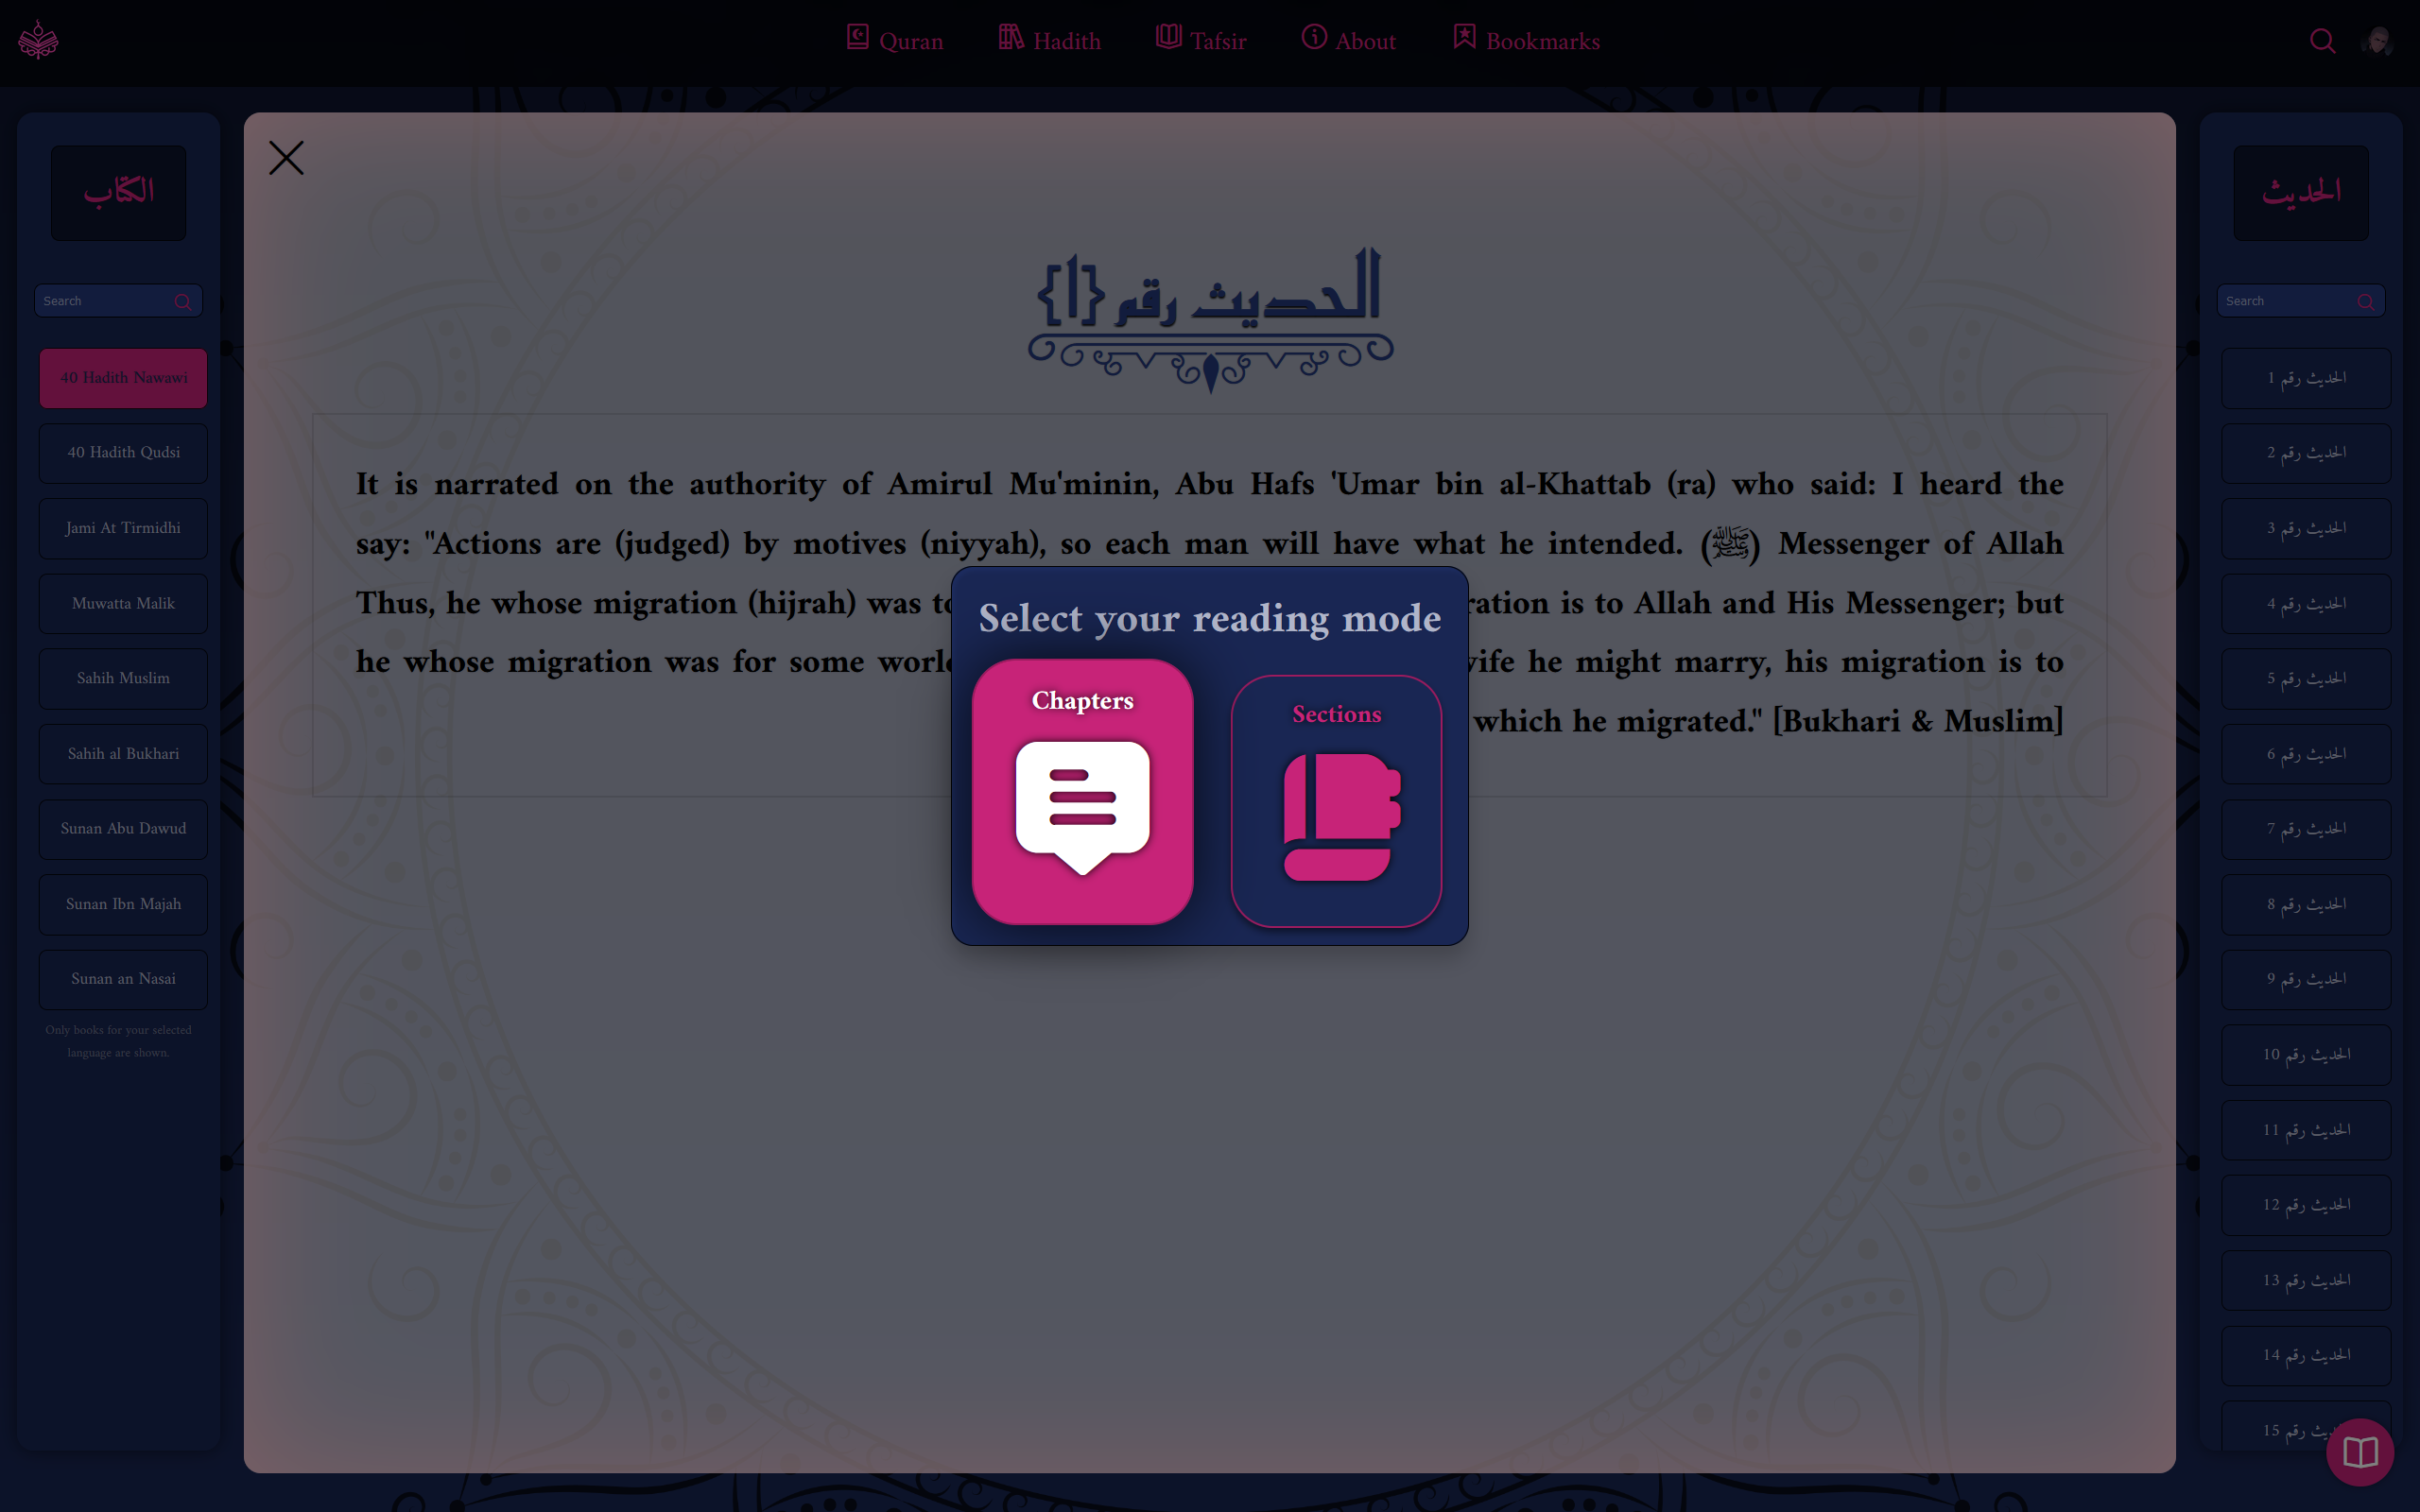 Quran
Hadith
Tafsir
About
Bookmarks
الكتاب
Search
40 Hadith Nawawi
40 Hadith Qudsi
Jami At Tirmidhi
Muwatta Malik
Sahih Muslim
Sahih al Bukhari
Sunan Abu Dawud
Sunan Ibn Majah
Sunan an Nasai
Only books for your selected
language are shown.
الحديث رقم {1}
It is narrated on the authority of Amirul Mu'minin, Abu Hafs 'Umar bin al-Khattab (ra) who said: I heard the
say: "Actions are (judged) by motives (niyyah), so each man will have what he intended. (ﷺ) Messenger of Allah
Thus, he whose migration (hijrah) was to
ration is to Allah and His Messenger; but
he whose migration was for some world
wife he might marry, his migration is to
which he migrated." [Bukhari & Muslim]
Select your reading mode
Chapters
Sections
الحديث
Search
الحديث رقم 1
الحديث رقم 2
الحديث رقم 3
الحديث رقم 4
الحديث رقم 5
الحديث رقم 6
الحديث رقم 7
الحديث رقم 8
الحديث رقم 9
الحديث رقم 10
الحديث رقم 11
الحديث رقم 12
الحديث رقم 13
الحديث رقم 14
15